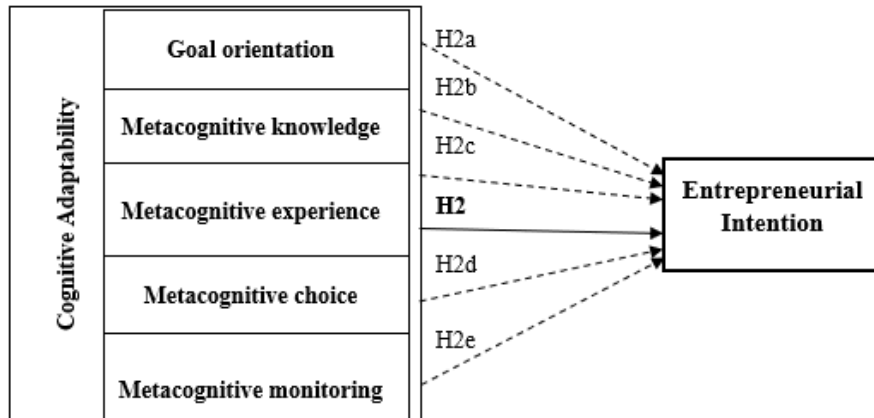 Cognitive Adaptability
Goal orientation
Metacognitive knowledge
Metacognitive experience
Metacognitive choice
Metacognitive monitoring
H2a
H2b
H2c
H2
H2d
H2e
Entrepreneurial
Intention